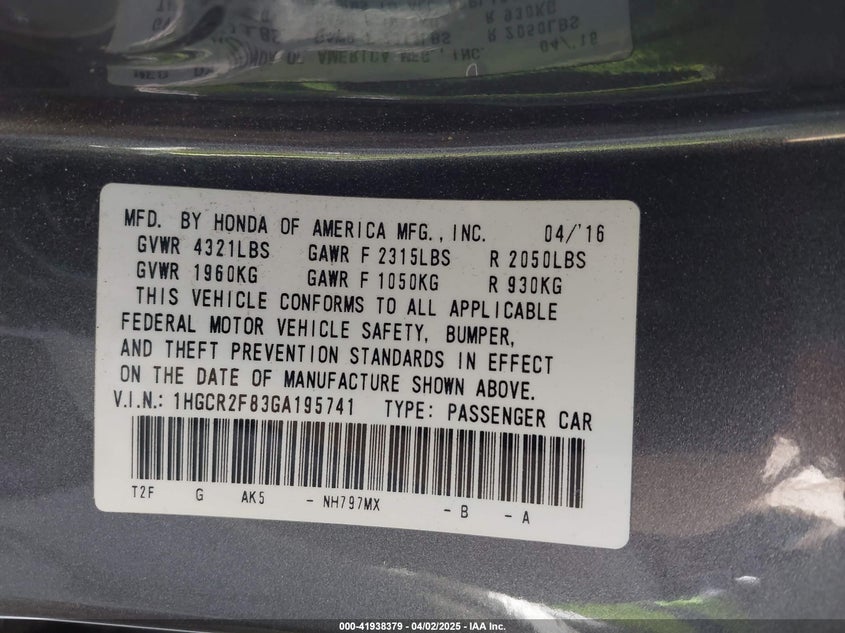 MFD. BY HONDA OF AMERICA MFG., INC. 04/'16
GVWR 4321LBS GAWR F 2315LBS R 2050LBS
GVWR 1960KG GAWR F 1050KG R 930KG
THIS VEHICLE CONFORMS TO ALL APPLICABLE
FEDERAL MOTOR VEHICLE SAFETY, BUMPER,
AND THEFT PREVENTION STANDARDS IN EFFECT
ON THE DATE OF MANUFACTURE SHOWN ABOVE.
V.I.N.: 1HGCR2F83GA195741 TYPE: PASSENGER CAR
T2F G AK5 - NH797MX - B - A
000-41938379 - 04/02/2025 - IAA Inc.